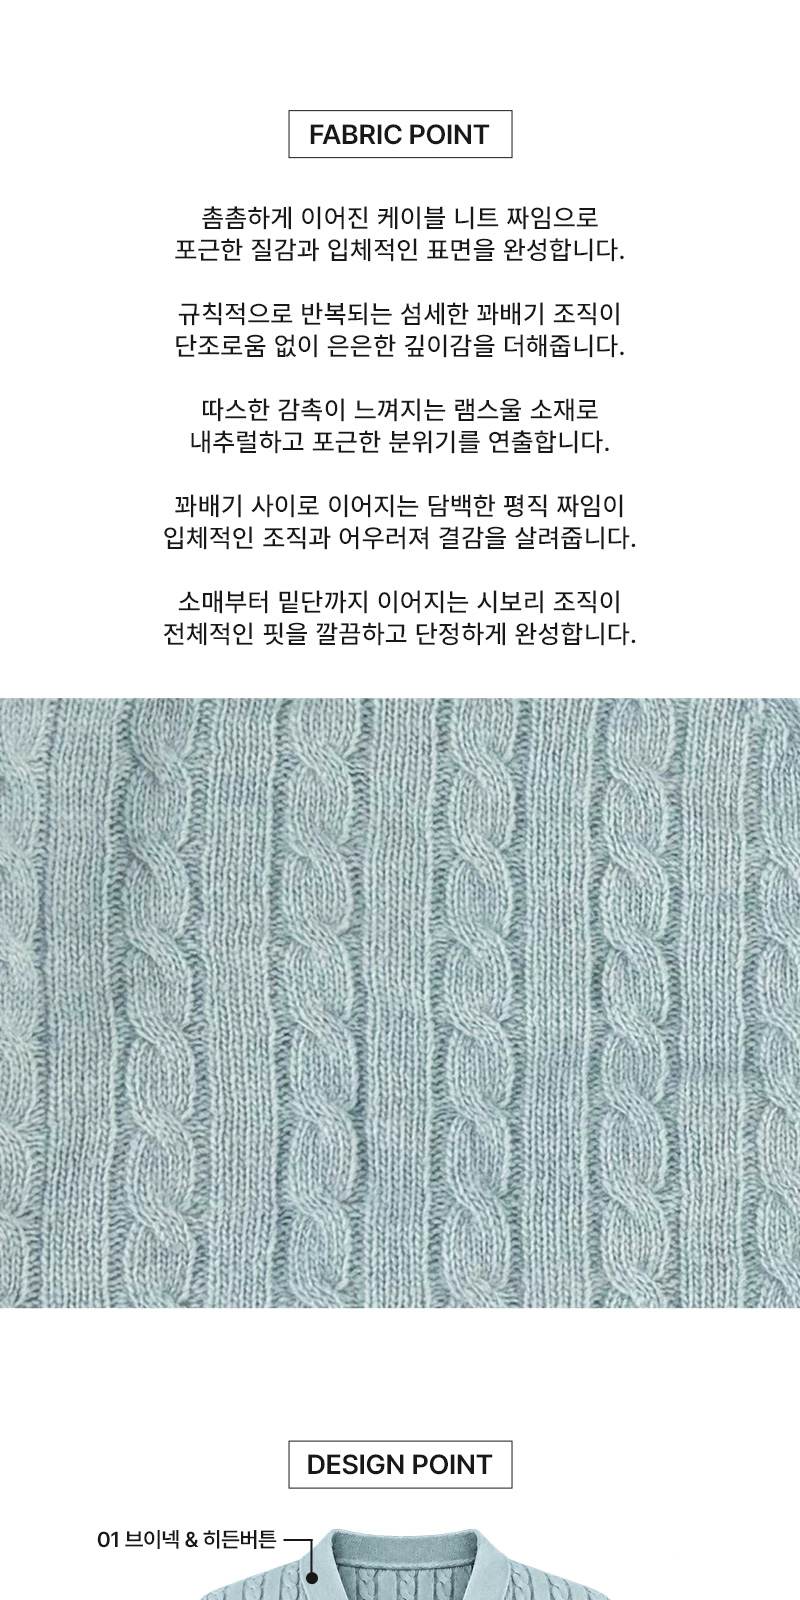 FABRIC POINT
촘촘하게 이어진 케이블 니트 짜임으로
포근한 질감과 입체적인 표면을 완성합니다.
규칙적으로 반복되는 섬세한 꽈배기 조직이
단조로움 없이 은은한 깊이감을 더해줍니다.
따스한 감촉이 느껴지는 램스울 소재로
내추럴하고 포근한 분위기를 연출합니다.
꽈배기 사이로 이어지는 담백한 평직 짜임이
입체적인 조직과 어우러져 결감을 살려줍니다.
소매부터 밑단까지 이어지는 시보리 조직이
전체적인 핏을 깔끔하고 단정하게 완성합니다.
DESIGN POINT
01 브이넥 & 히든버튼